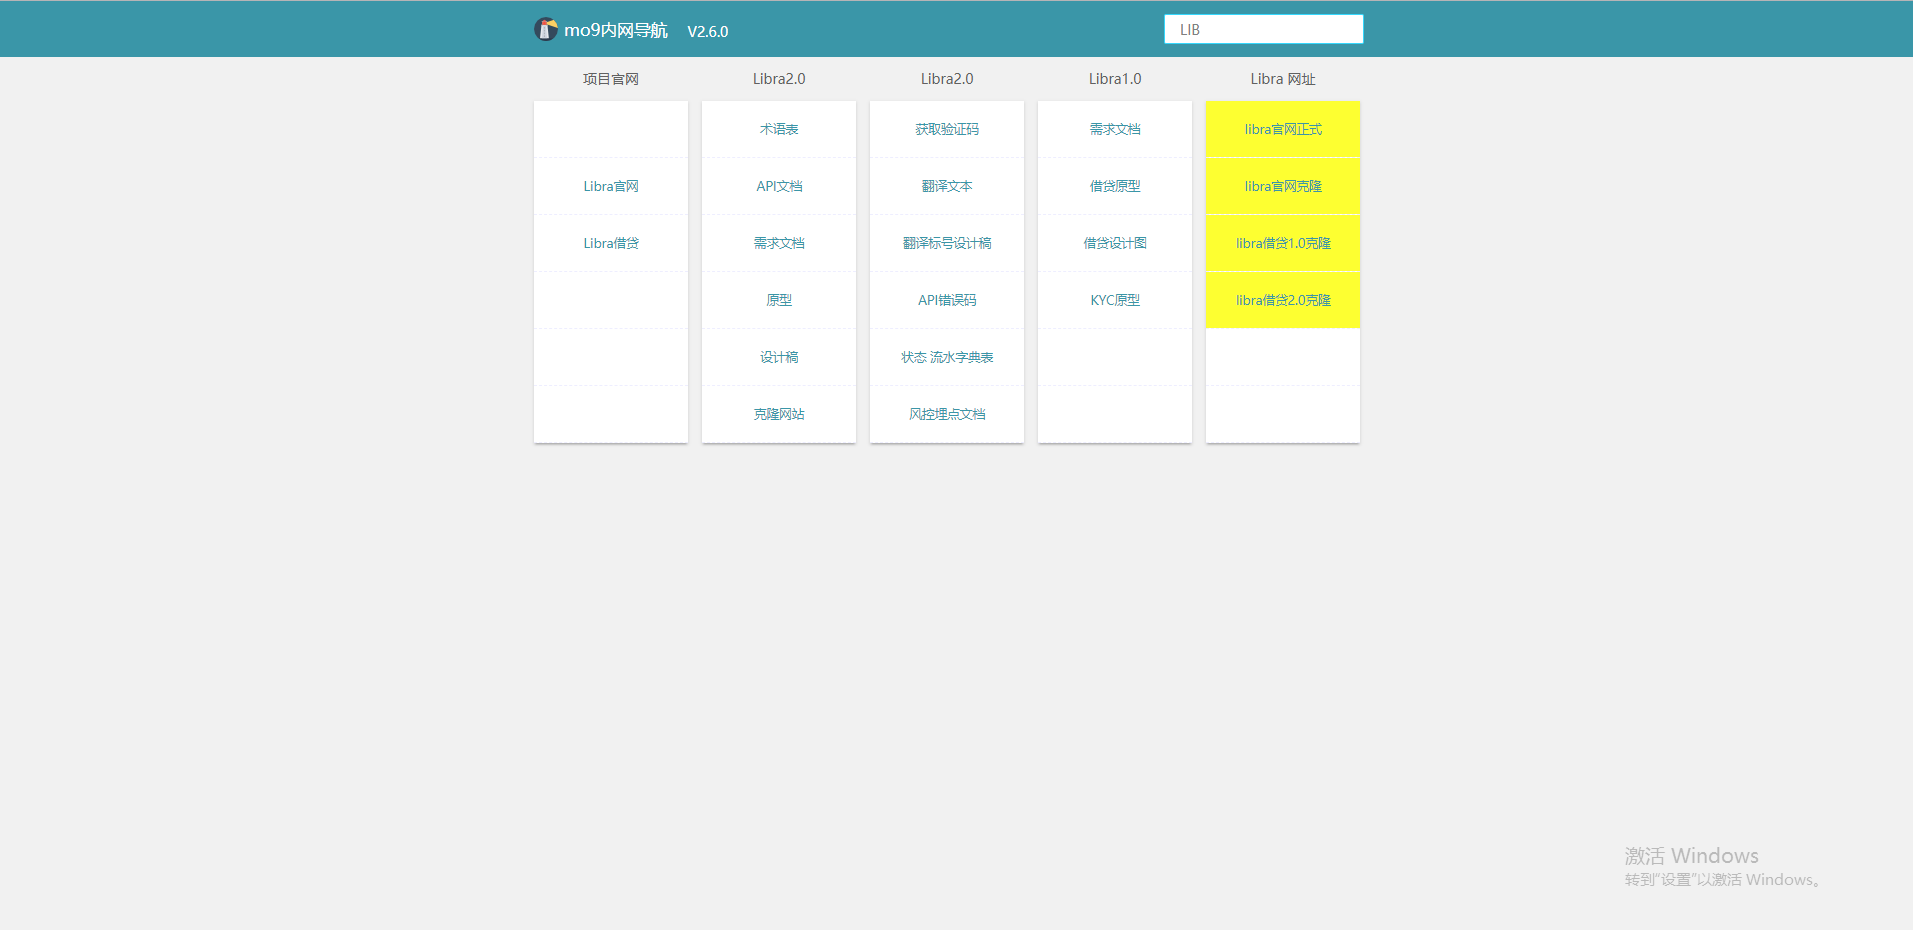 mo9内网导航 V2.6.0 LIB
项目官网 Libra2.0 Libra2.0 Libra1.0 Libra 网址
术语表 获取验证码 需求文档 libra官网正式
Libra官网 API文档 翻译文本 借贷原型 libra官网克隆
Libra借贷 需求文档 翻译标号设计稿 借贷设计图 libra借贷1.0克隆
原型 API错误码 KYC原型 libra借贷2.0克隆
设计稿 状态 流水字典表
克隆网站 风控埋点文档
激活 Windows
转到“设置”以激活 Windows。